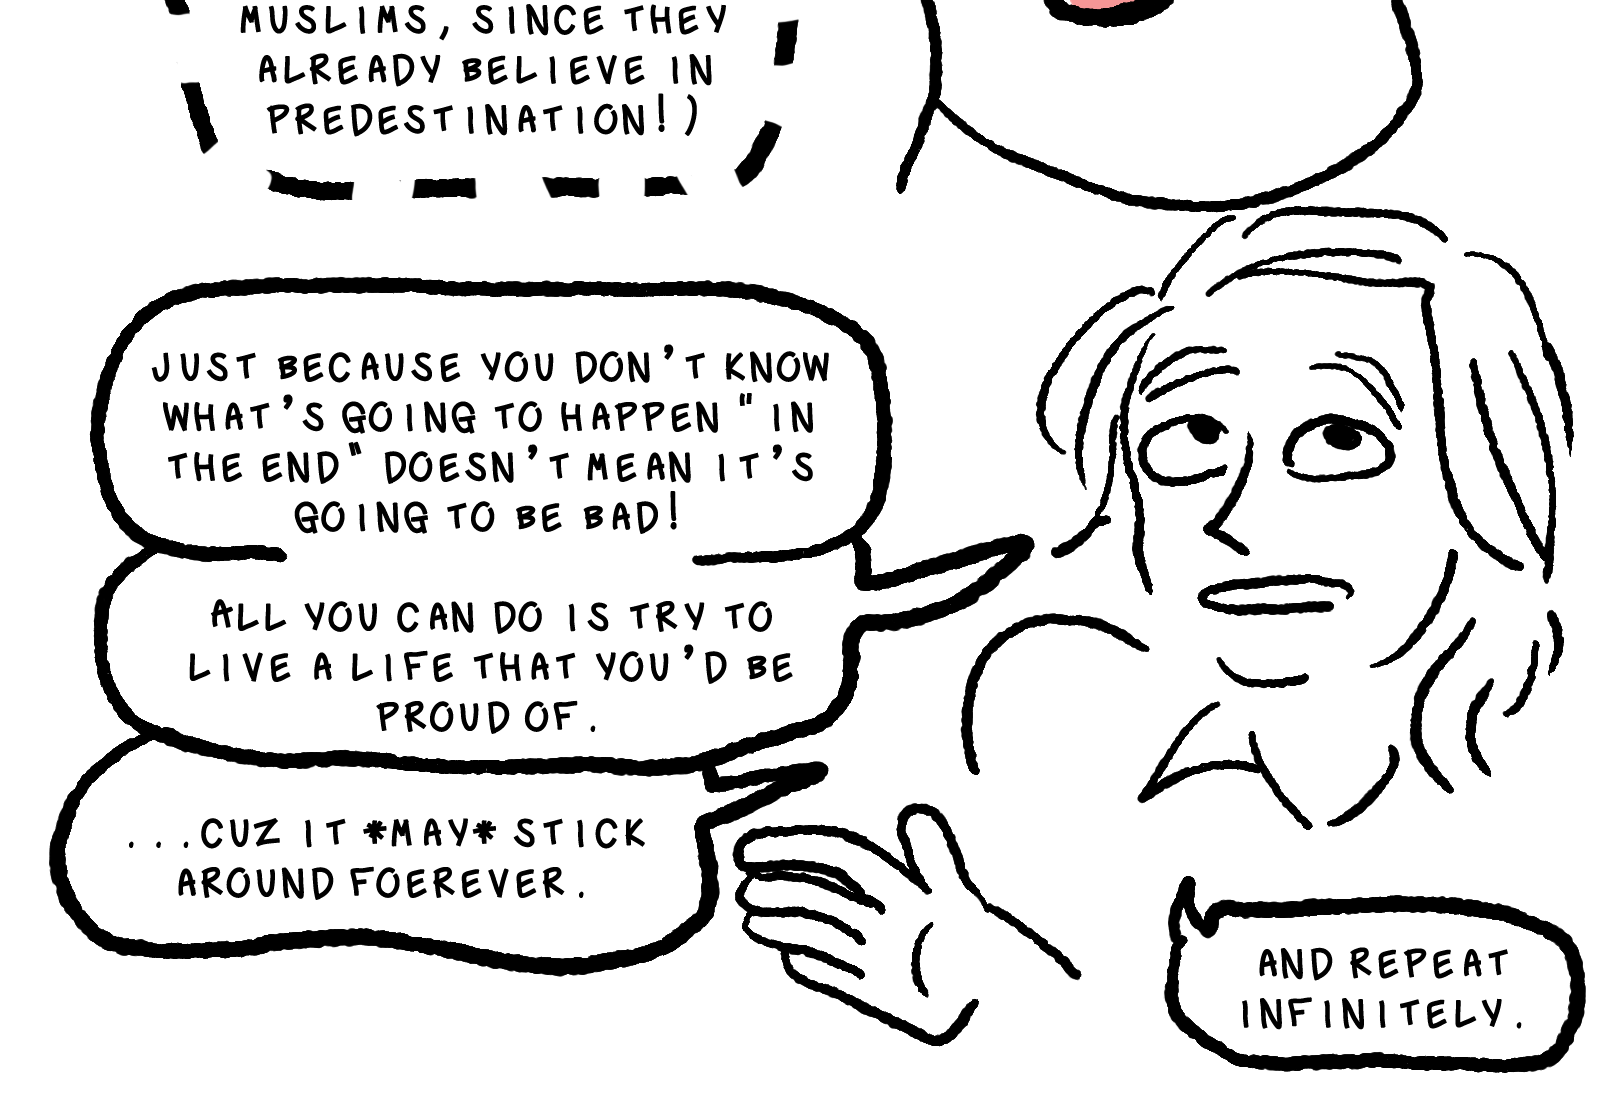 MUSLIMS, SINCE THEY
ALREADY BELIEVE IN
PREDESTINATION!)
JUST BECAUSE YOU DON'T KNOW
WHAT'S GOING TO HAPPEN "IN
THE END" DOESN'T MEAN IT'S
GOING TO BE BAD!
ALL YOU CAN DO IS TRY TO
LIVE A LIFE THAT YOU'D BE
PROUD OF.
...CUZ IT *MAY* STICK
AROUND FOEREVER.
AND REPEAT
INFINITELY.